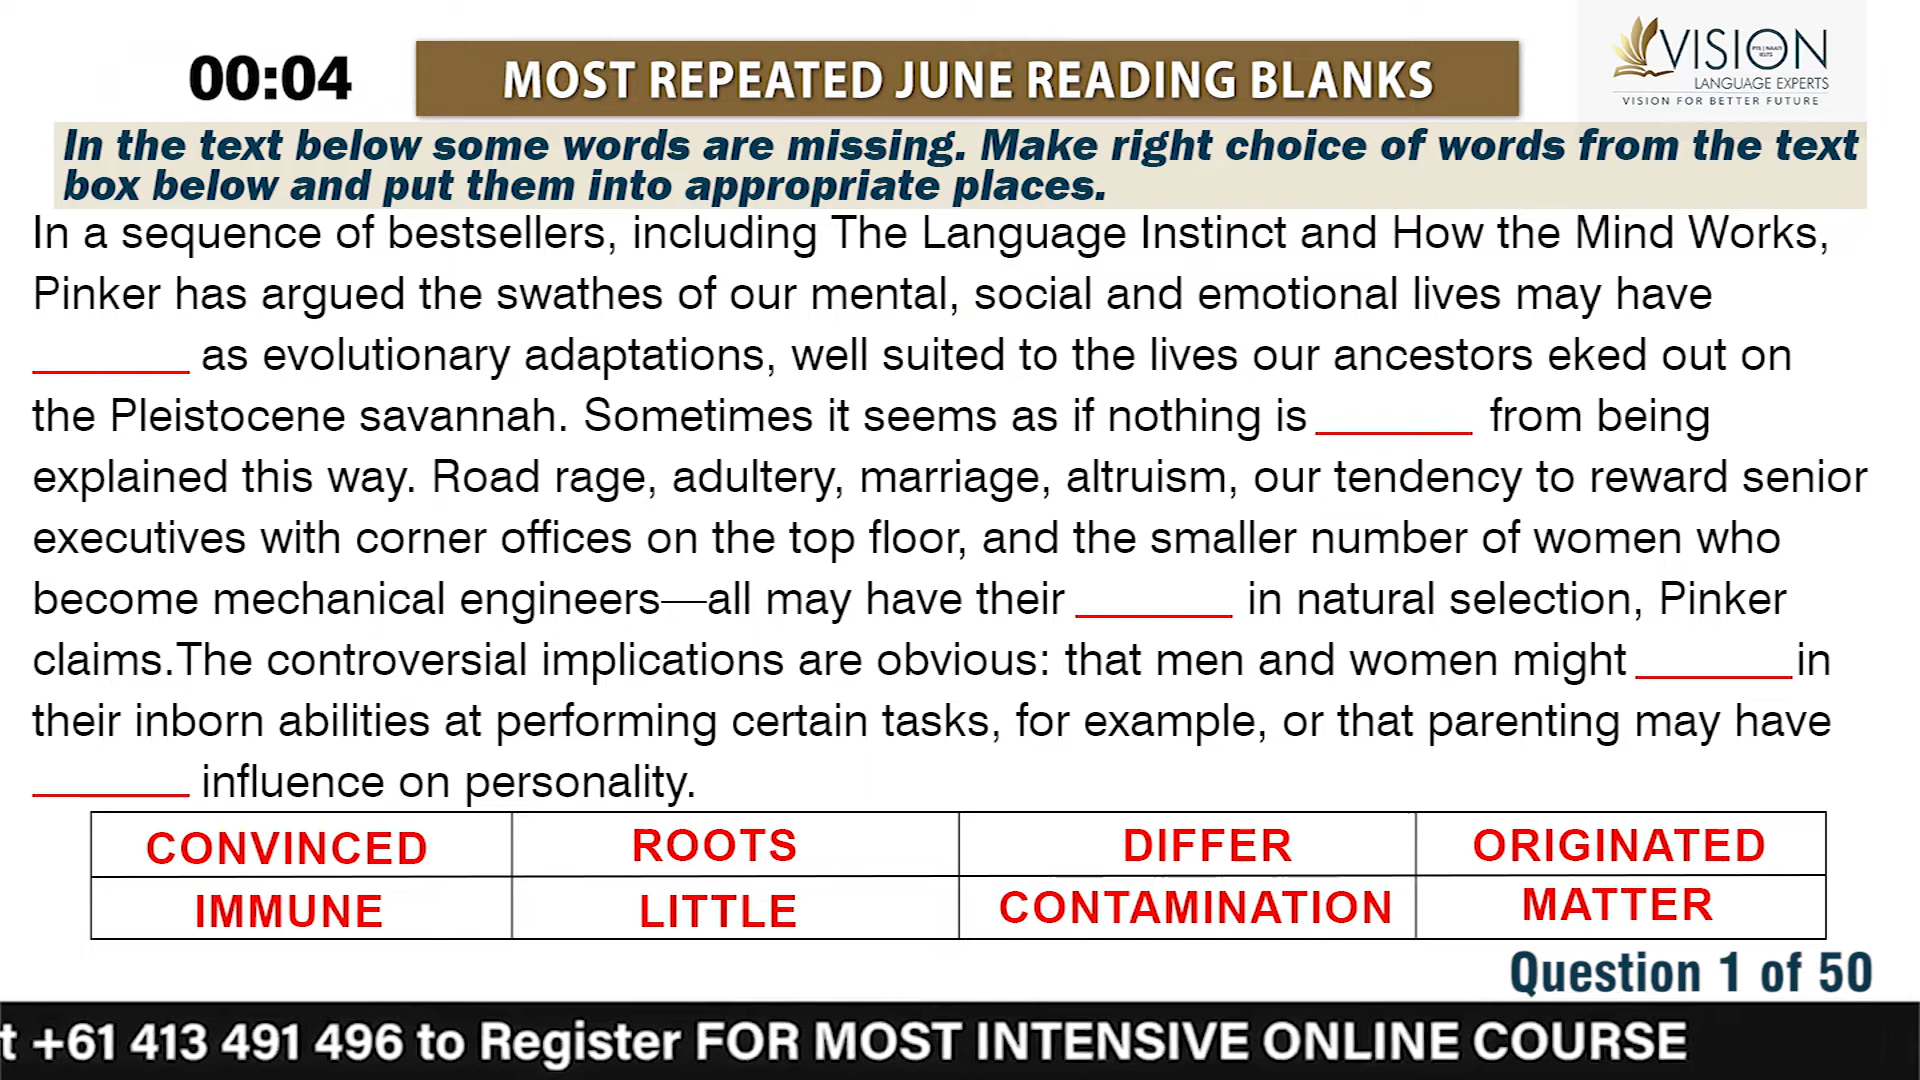 00:04
MOST REPEATED JUNE READING BLANKS
VISION
PTE | NAATI
IELTS
LANGUAGE EXPERTS
VISION FOR BETTER FUTURE
In the text below some words are missing. Make right choice of words from the text
box below and put them into appropriate places.
In a sequence of bestsellers, including The Language Instinct and How the Mind Works,
Pinker has argued the swathes of our mental, social and emotional lives may have
_______ as evolutionary adaptations, well suited to the lives our ancestors eked out on
the Pleistocene savannah. Sometimes it seems as if nothing is _______ from being
explained this way. Road rage, adultery, marriage, altruism, our tendency to reward senior
executives with corner offices on the top floor, and the smaller number of women who
become mechanical engineers—all may have their _______ in natural selection, Pinker
claims.The controversial implications are obvious: that men and women might _______in
their inborn abilities at performing certain tasks, for example, or that parenting may have
_______ influence on personality.
CONVINCED ROOTS DIFFER ORIGINATED
IMMUNE LITTLE CONTAMINATION MATTER
Question 1 of 50
t +61 413 491 496 to Register FOR MOST INTENSIVE ONLINE COURSE